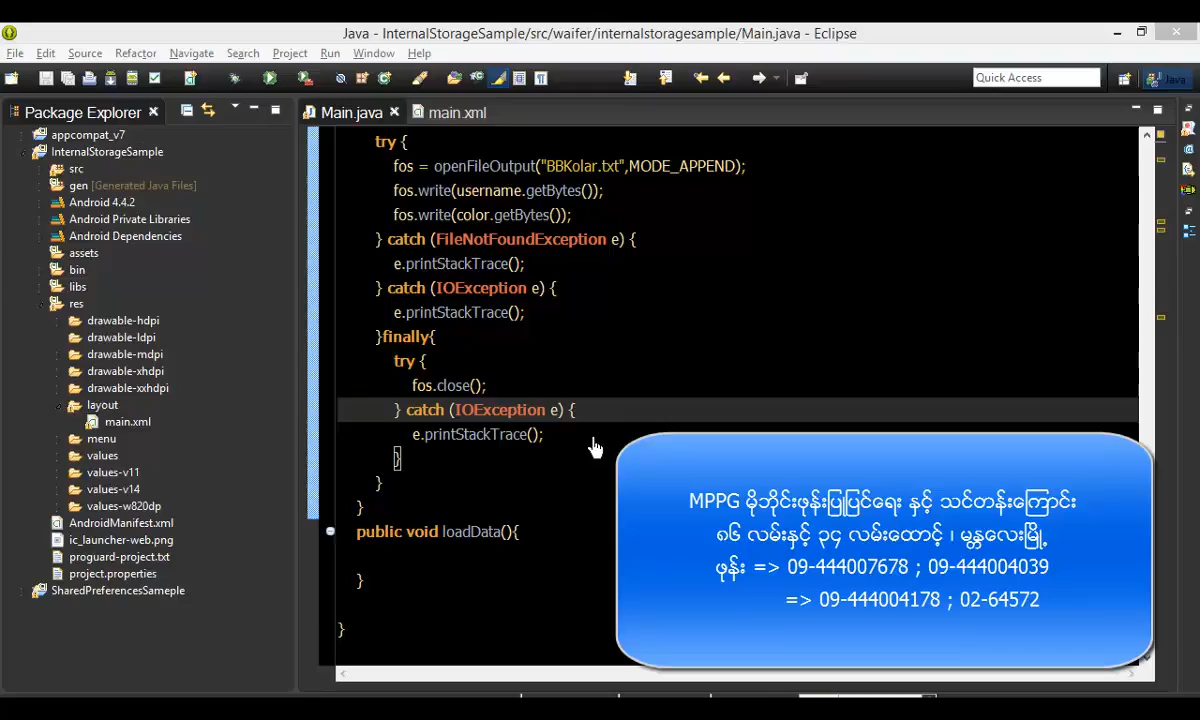 Java - InternalStorageSample/src/waifer/internalstoragesample/Main.java - Eclipse
File Edit Source Refactor Navigate Search Project Run Window Help
Quick Access
Java
Package Explorer
Main.java
main.xml
appcompat_v7
InternalStorageSample
src
gen [Generated Java Files]
Android 4.4.2
Android Private Libraries
Android Dependencies
assets
bin
libs
res
drawable-hdpi
drawable-ldpi
drawable-mdpi
drawable-xhdpi
drawable-xxhdpi
layout
main.xml
menu
values
values-v11
values-v14
values-w820dp
AndroidManifest.xml
ic_launcher-web.png
proguard-project.txt
project.properties
SharedPreferencesSameple
try {
fos = openFileOutput("BBKolar.txt",MODE_APPEND);
fos.write(username.getBytes());
fos.write(color.getBytes());
} catch (FileNotFoundException e) {
e.printStackTrace();
} catch (IOException e) {
e.printStackTrace();
}finally{
try {
fos.close();
} catch (IOException e) {
e.printStackTrace();
}
}
}
public void loadData(){
}
}
MPPG မိုဘိုင်းဖုန်းပြုပြင်ရေး နှင့် သင်တန်းကြောင်း
၈၆ လမ်းနှင့် ၃၄ လမ်းထောင့် ၊ မန္တလေးမြို့
ဖုန်း => 09-444007678 ; 09-444004039
=> 09-444004178 ; 02-64572